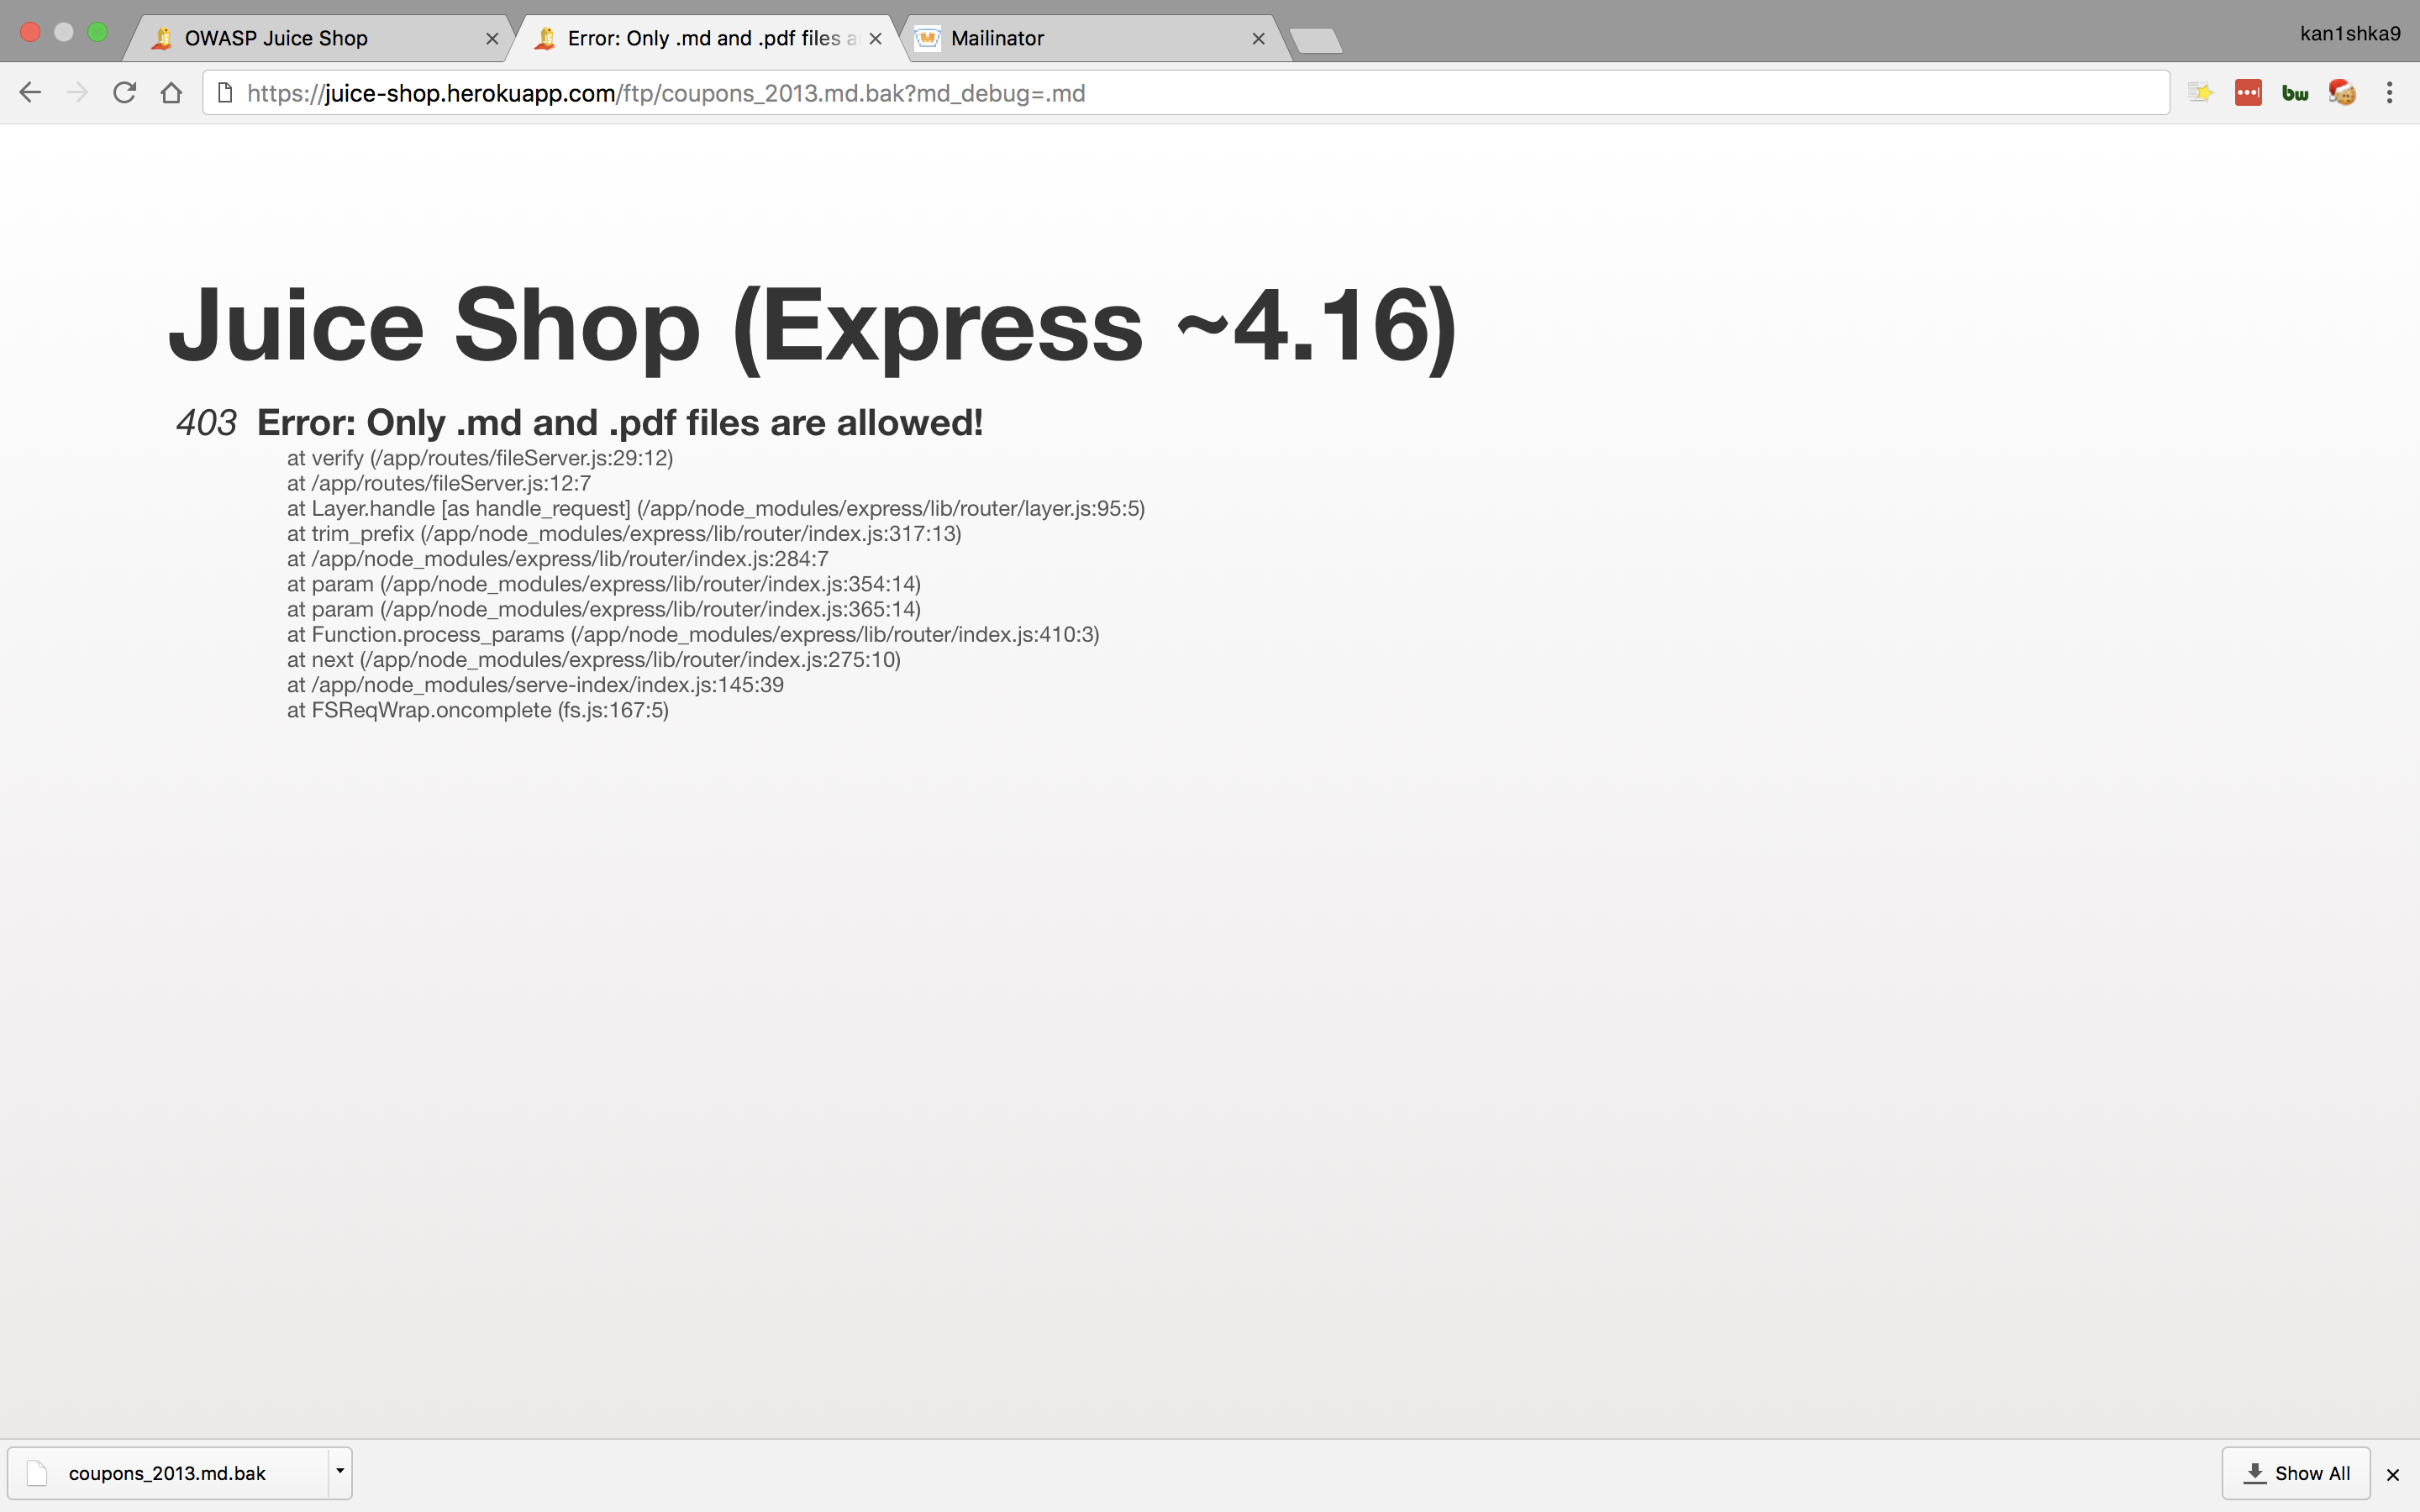 OWASP Juice Shop
Error: Only .md and .pdf files a
Mailinator
kan1shka9
https://juice-shop.herokuapp.com/ftp/coupons_2013.md.bak?md_debug=.md
bw
Juice Shop (Express ~4.16)
403 Error: Only .md and .pdf files are allowed!
at verify (/app/routes/fileServer.js:29:12)
at /app/routes/fileServer.js:12:7
at Layer.handle [as handle_request] (/app/node_modules/express/lib/router/layer.js:95:5)
at trim_prefix (/app/node_modules/express/lib/router/index.js:317:13)
at /app/node_modules/express/lib/router/index.js:284:7
at param (/app/node_modules/express/lib/router/index.js:354:14)
at param (/app/node_modules/express/lib/router/index.js:365:14)
at Function.process_params (/app/node_modules/express/lib/router/index.js:410:3)
at next (/app/node_modules/express/lib/router/index.js:275:10)
at /app/node_modules/serve-index/index.js:145:39
at FSReqWrap.oncomplete (fs.js:167:5)
coupons_2013.md.bak
Show All